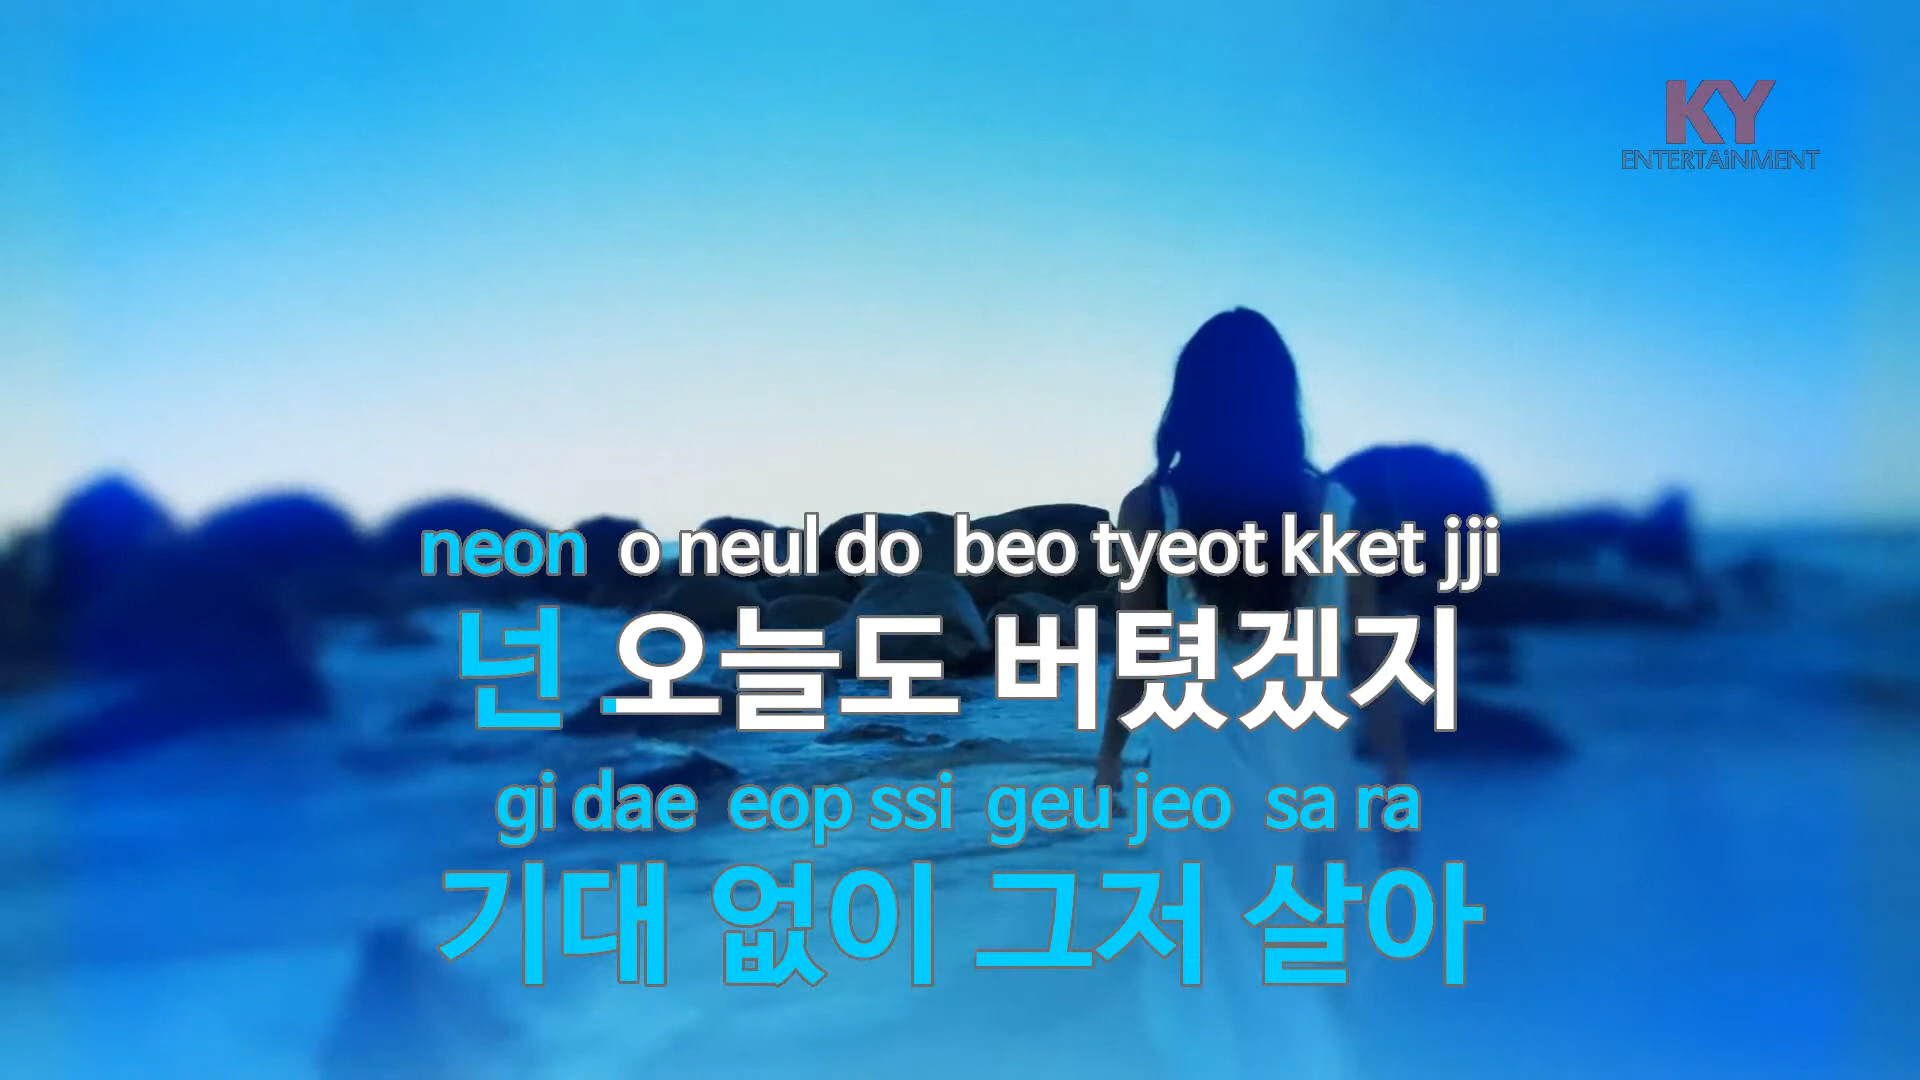 KY
ENTERTAiNMENT
neon o neul do beo tyeot kket jji
넌 오늘도 버텼겠지
gi dae eop ssi geu jeo sa ra
기대 없이 그저 살아